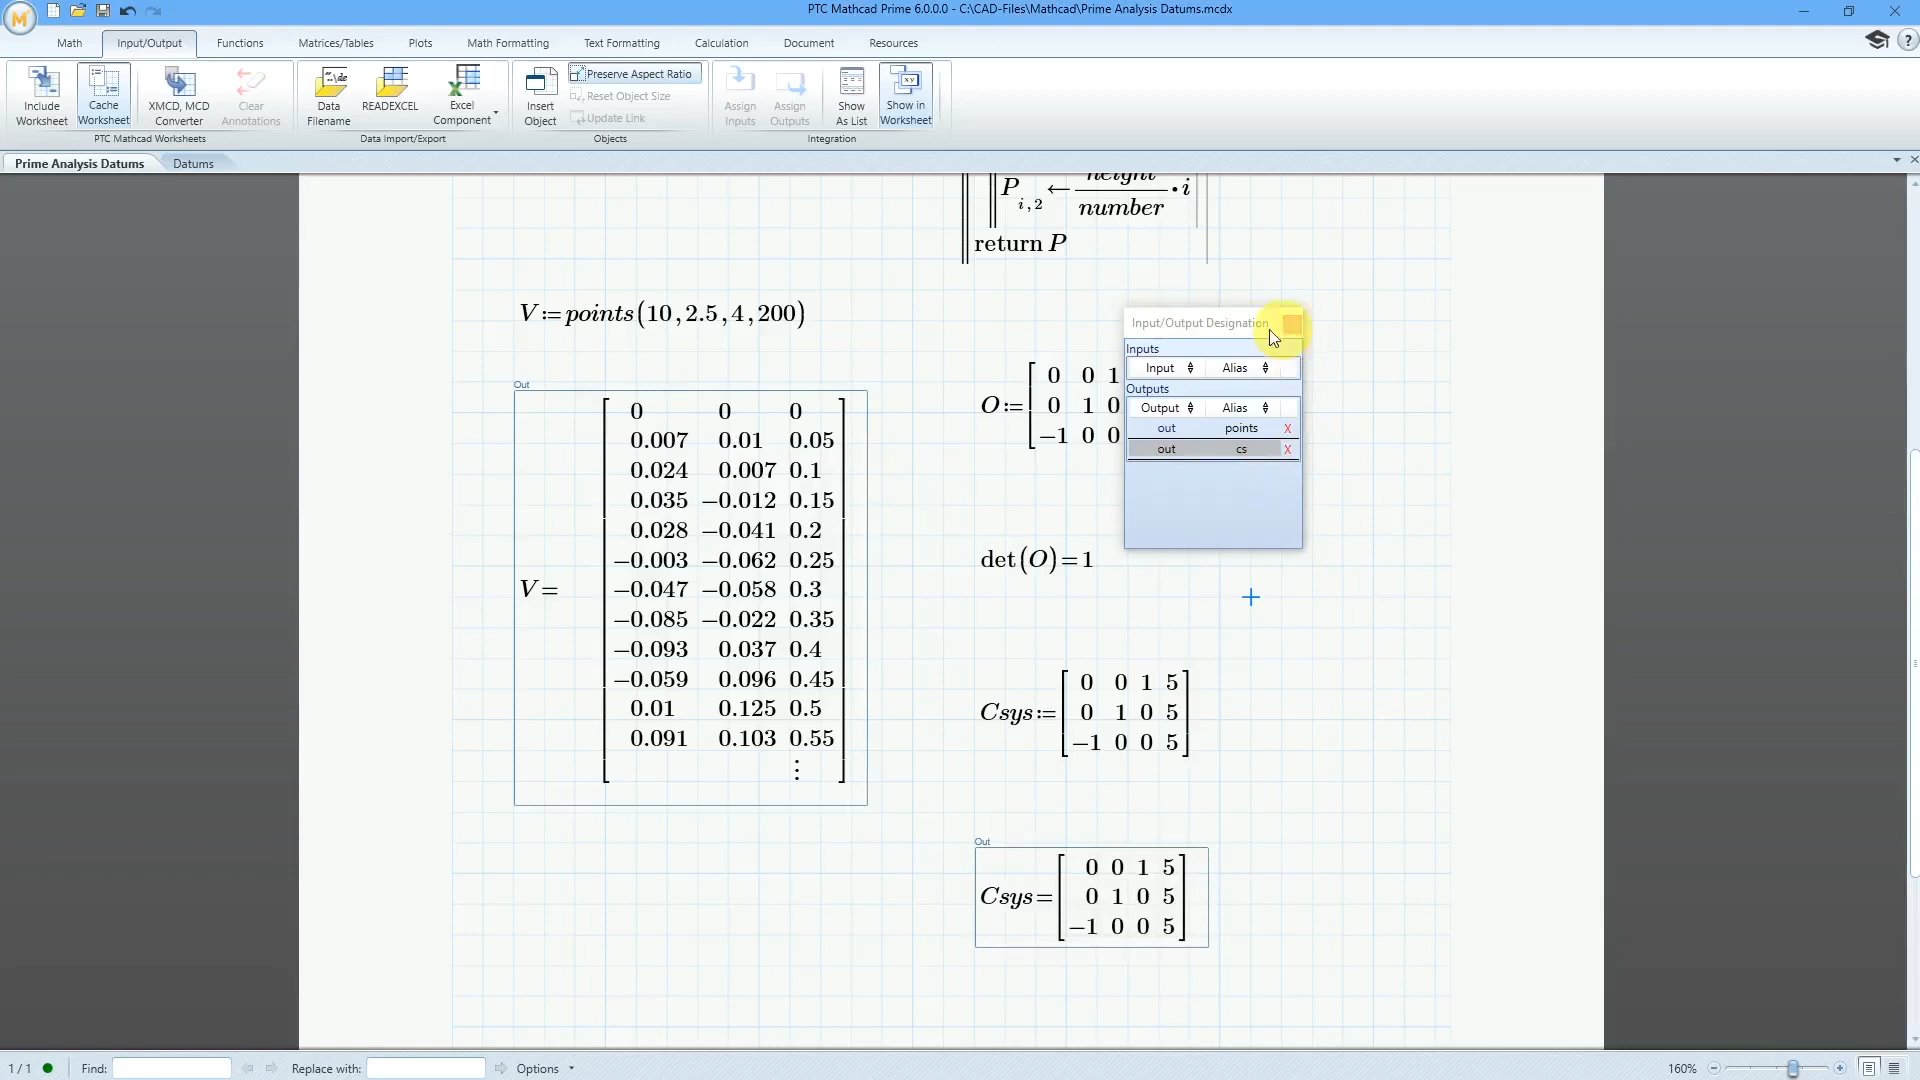 PTC Mathcad Prime 6.0.0.0 - C:\CAD-Files\Mathcad\Prime Analysis Datums.mcdx
Math Input/Output Functions Matrices/Tables Plots Math Formatting Text Formatting Calculation Document Resources
Include Worksheet
Cache Worksheet
XMCD, MCD Converter
Clear Annotations
PTC Mathcad Worksheets
Data Filename
READEXCEL
Excel Component
Data Import/Export
Insert Object
Preserve Aspect Ratio
Reset Object Size
Update Link
Objects
Assign Inputs
Assign Outputs
Show As List
Show in Worksheet
Integration
Prime Analysis Datums Datums
P i,2 ← height/number • i
return P
V:=points(10,2.5,4,200)
Out
V=
0 0 0
0.007 0.01 0.05
0.024 0.007 0.1
0.035 −0.012 0.15
0.028 −0.041 0.2
−0.003 −0.062 0.25
−0.047 −0.058 0.3
−0.085 −0.022 0.35
−0.093 0.037 0.4
−0.059 0.096 0.45
0.01 0.125 0.5
0.091 0.103 0.55
⋮
O:=
0 0 1
0 1 0
−1 0 0
Input/Output Designation
Inputs
Input Alias
Outputs
Output Alias
out points X
out cs X
det(O)=1
Csys:=
0 0 1 5
0 1 0 5
−1 0 0 5
Out
Csys=
0 0 1 5
0 1 0 5
−1 0 0 5
1 / 1 Find: Replace with: Options 160%